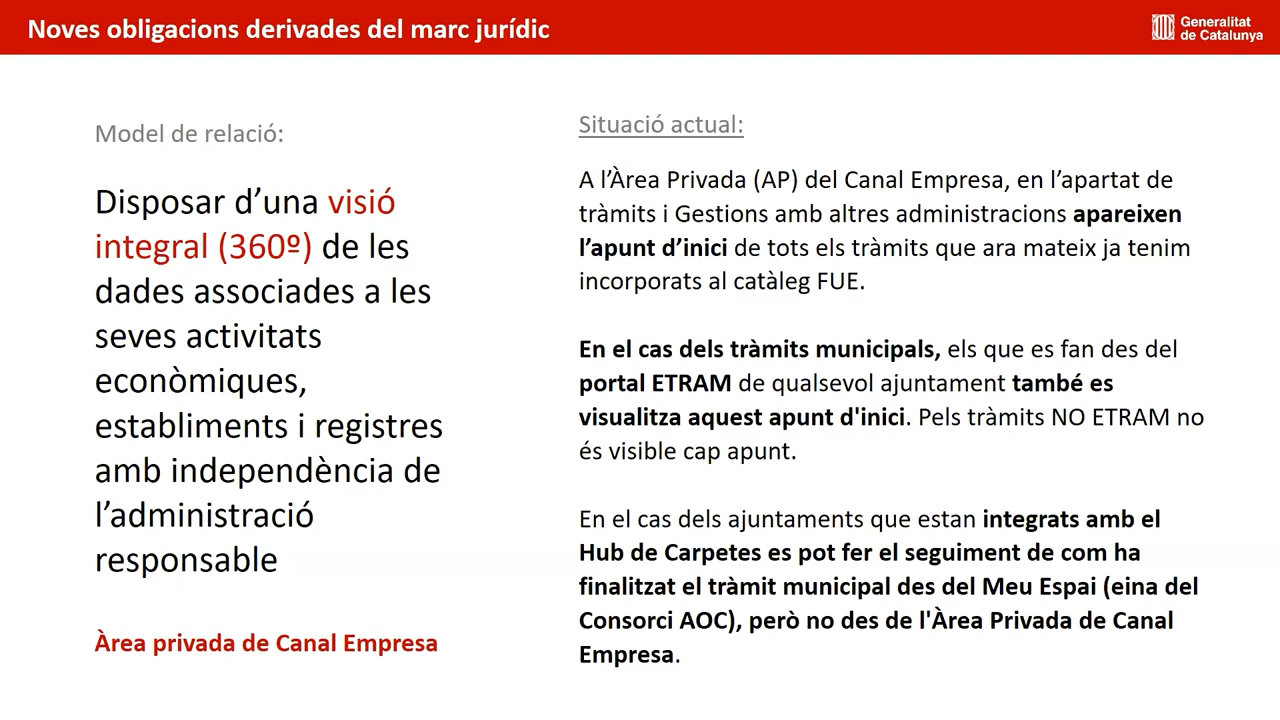 Noves obligacions derivades del marc jurídic
Generalitat
de Catalunya
Model de relació:
Disposar d’una visió
integral (360º) de les
dades associades a les
seves activitats
econòmiques,
establiments i registres
amb independència de
l’administració
responsable
Àrea privada de Canal Empresa
Situació actual:
A l’Àrea Privada (AP) del Canal Empresa, en l’apartat de
tràmits i Gestions amb altres administracions apareixen
l’apunt d’inici de tots els tràmits que ara mateix ja tenim
incorporats al catàleg FUE.
En el cas dels tràmits municipals, els que es fan des del
portal ETRAM de qualsevol ajuntament també es
visualitza aquest apunt d'inici. Pels tràmits NO ETRAM no
és visible cap apunt.
En el cas dels ajuntaments que estan integrats amb el
Hub de Carpetes es pot fer el seguiment de com ha
finalitzat el tràmit municipal des del Meu Espai (eina del
Consorci AOC), però no des de l'Àrea Privada de Canal
Empresa.